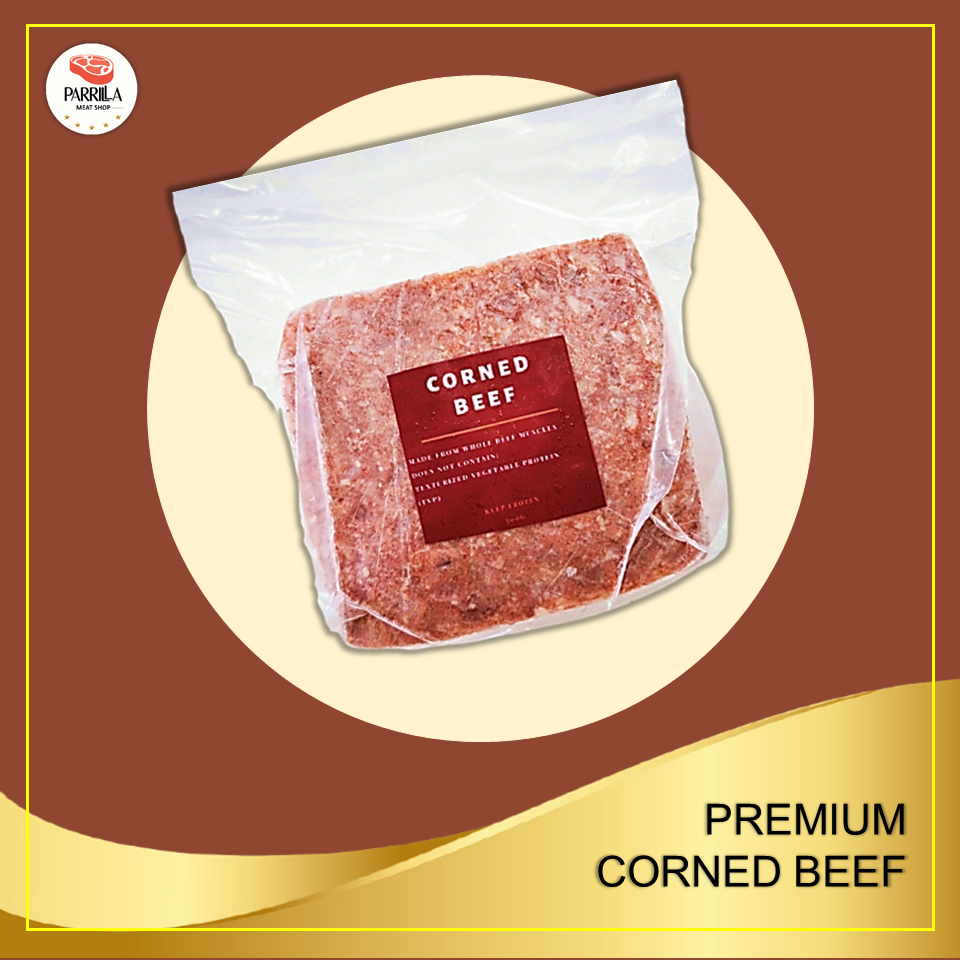 PARRILLA
MEAT SHOP
CORNED
BEEF
MADE FROM WHOLE BEEF MUSCLES
DOES NOT CONTAIN:
TEXTURIZED VEGETABLE PROTEIN
(TVP)
KEEP FROZEN
PREMIUM
CORNED BEEF